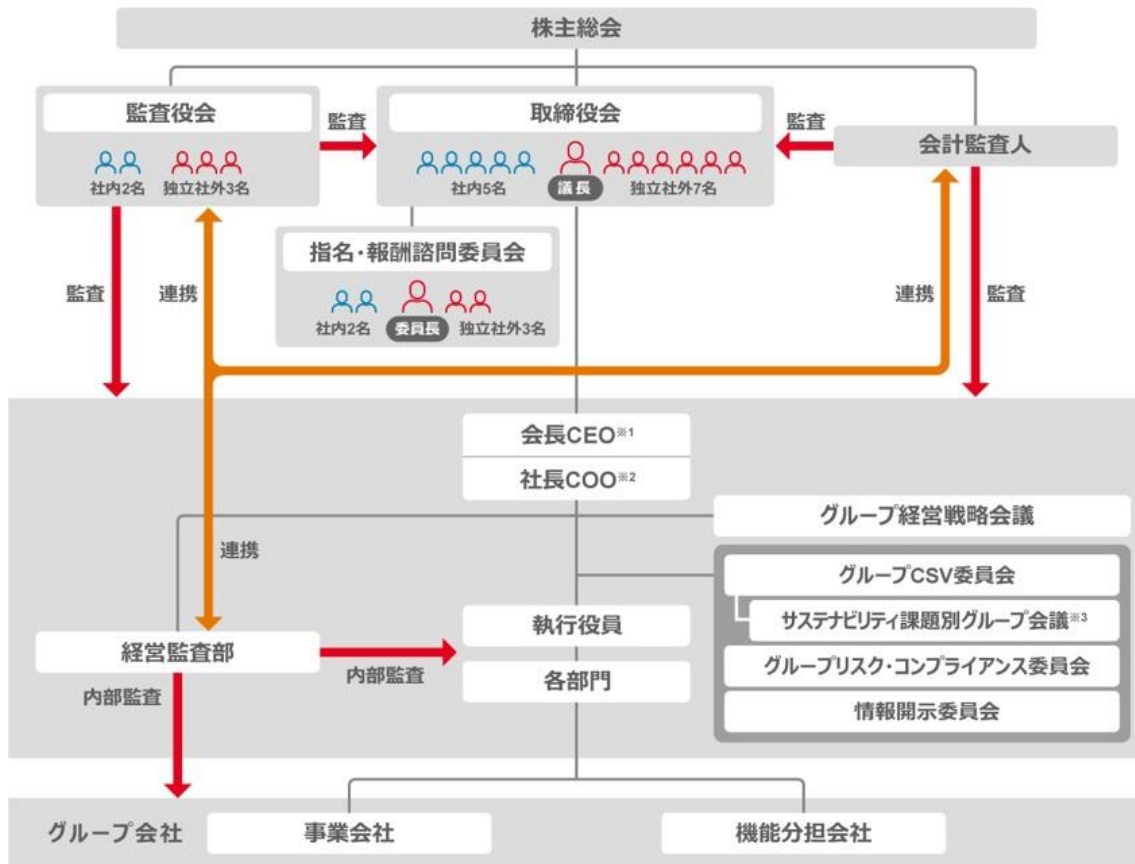 株主総会
監査役会
監査
取締役会
監査
会計監査人
社内2名 独立社外3名
社内5名 議長 独立社外7名
指名・報酬諮問委員会
社内2名 委員長 独立社外3名
監査
連携
連携
監査
会長CEO※1
社長COO※2
グループ経営戦略会議
連携
グループCSV委員会
サステナビリティ課題別グループ会議※3
執行役員
経営監査部
内部監査
グループリスク・コンプライアンス委員会
各部門
内部監査
情報開示委員会
グループ会社
事業会社
機能分担会社